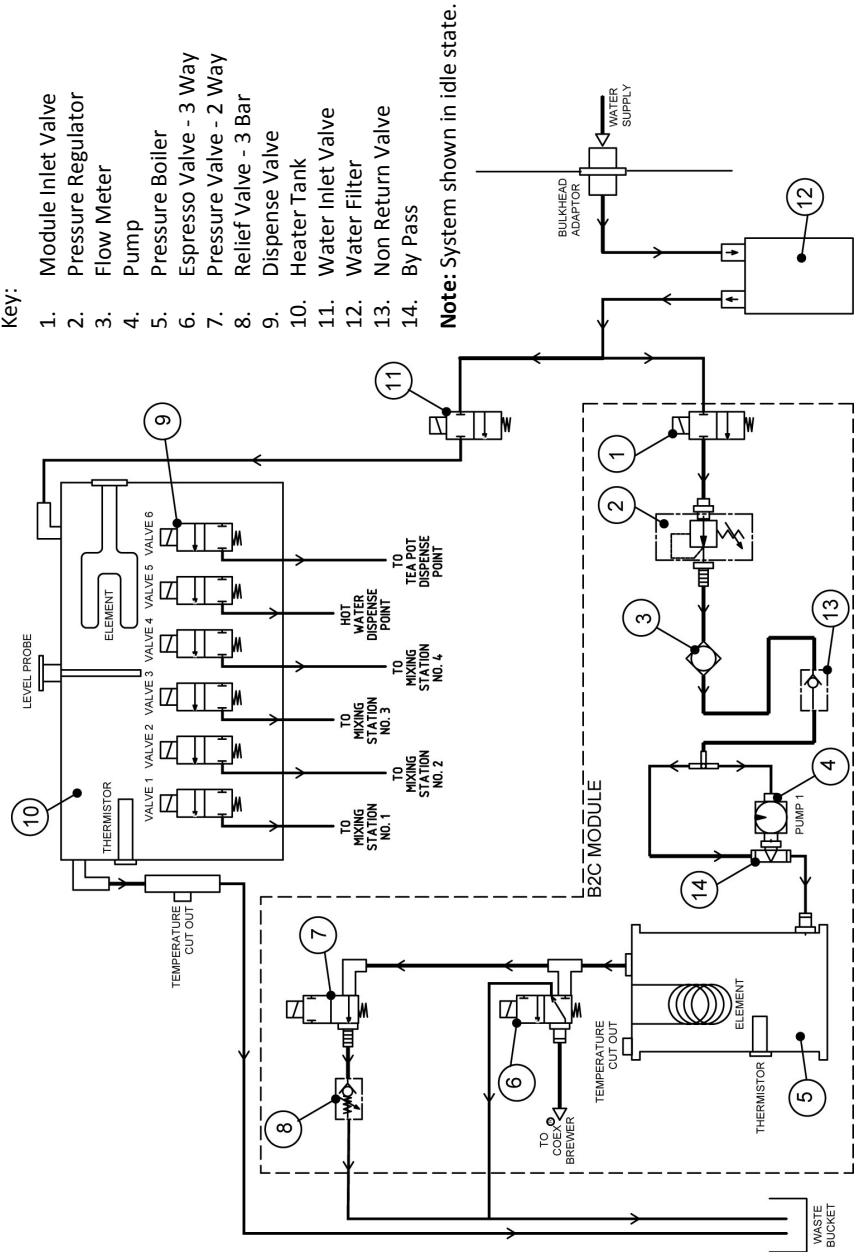 Key:
1. Module Inlet Valve
2. Pressure Regulator
3. Flow Meter
4. Pump
5. Pressure Boiler
6. Espresso Valve - 3 Way
7. Pressure Valve - 2 Way
8. Relief Valve - 3 Bar
9. Dispense Valve
10. Heater Tank
11. Water Inlet Valve
12. Water Filter
13. Non Return Valve
14. By Pass
Note: System shown in idle state.
LEVEL PROBE
10
THERMISTOR
ELEMENT
VALVE 1
VALVE 2
VALVE 3
VALVE 4
VALVE 5
VALVE 6
9
11
TO
MIXING
STATION
NO. 1
TO
MIXING
STATION
NO. 2
TO
MIXING
STATION
NO. 3
TO
MIXING
STATION
NO. 4
HOT
WATER
DISPENSE
POINT
TO
TEA POT
DISPENSE
POINT
TEMPERATURE
CUT OUT
BULKHEAD
ADAPTOR
WATER
SUPPLY
12
B2C MODULE
1
2
3
13
4
PUMP 1
14
7
8
6
TO
COEX®
BREWER
TEMPERATURE
CUT OUT
ELEMENT
THERMISTOR
5
WASTE
BUCKET